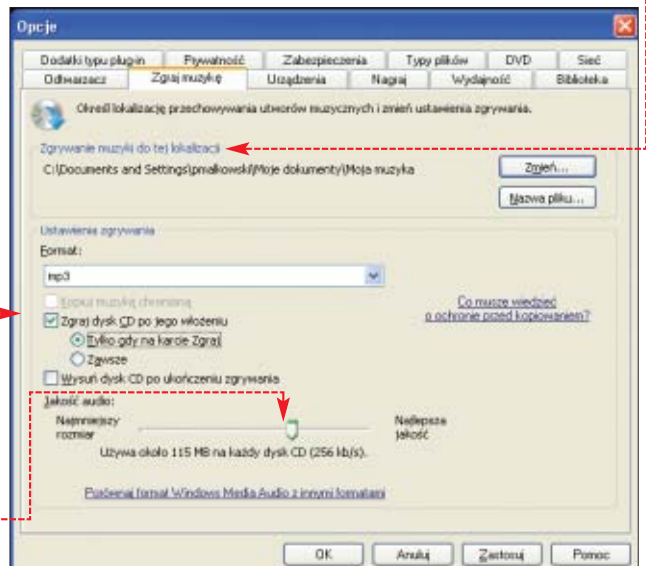 Opcje
Dodatki typu plug-in Prywatność Zabezpieczenia Typy plików DVD Sieć
Odtwarzacz Zgraj muzykę Urządzenia Nagraj Wydajność Biblioteka
Określ lokalizację przechowywania utworów muzycznych i zmień ustawienia zgrywania.
Zgrywanie muzyki do tej lokalizacji
C:\Documents and Settings\pmalkowski\Moje dokumenty\Moja muzyka
Zmień...
Nazwa pliku...
Ustawienia zgrywania
Format:
mp3
Kopiuj muzykę chronioną
Co muszę wiedzieć
o ochronie przed kopiowaniem?
Zgraj dysk CD po jego włożeniu
Tylko gdy na karcie Zgraj
Zawsze
Wysuń dysk CD po ukończeniu zgrywania
Jakość audio:
Najmniejszy
rozmiar
Najlepsza
jakość
Używa około 115 MB na każdy dysk CD (256 kb/s).
Porównaj format Windows Media Audio z innymi formatami
OK Anuluj Zastosuj Pomoc